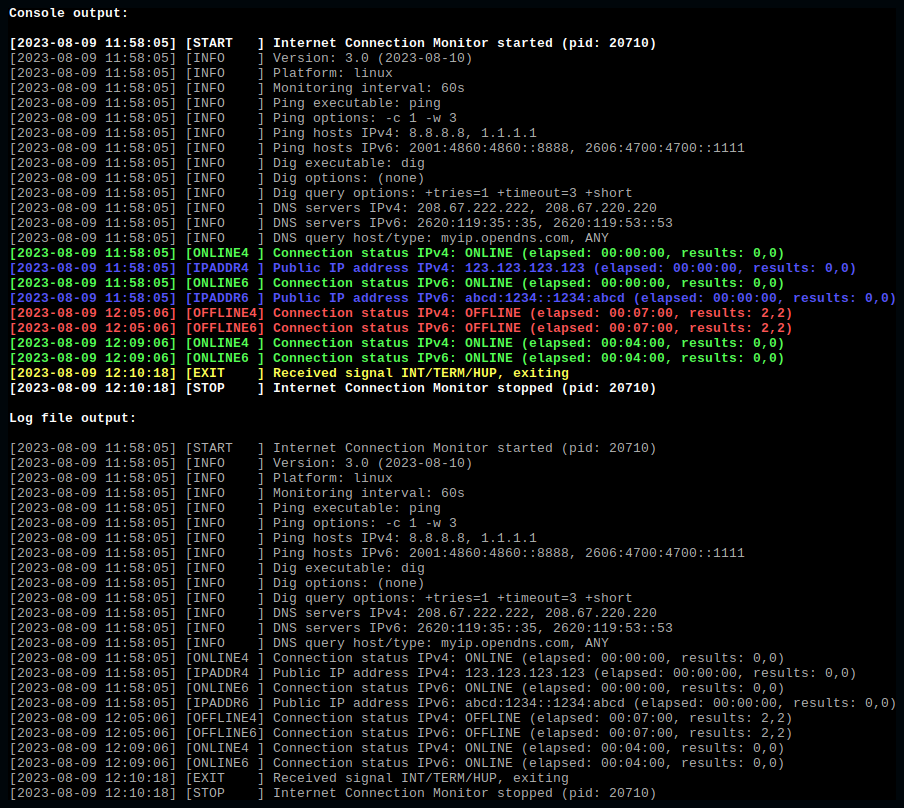 Console output:
[2023-08-09 11:58:05] [START   ] Internet Connection Monitor started (pid: 20710)
[2023-08-09 11:58:05] [INFO    ] Version: 3.0 (2023-08-10)
[2023-08-09 11:58:05] [INFO    ] Platform: linux
[2023-08-09 11:58:05] [INFO    ] Monitoring interval: 60s
[2023-08-09 11:58:05] [INFO    ] Ping executable: ping
[2023-08-09 11:58:05] [INFO    ] Ping options: -c 1 -w 3
[2023-08-09 11:58:05] [INFO    ] Ping hosts IPv4: 8.8.8.8, 1.1.1.1
[2023-08-09 11:58:05] [INFO    ] Ping hosts IPv6: 2001:4860:4860::8888, 2606:4700:4700::1111
[2023-08-09 11:58:05] [INFO    ] Dig executable: dig
[2023-08-09 11:58:05] [INFO    ] Dig options: (none)
[2023-08-09 11:58:05] [INFO    ] Dig query options: +tries=1 +timeout=3 +short
[2023-08-09 11:58:05] [INFO    ] DNS servers IPv4: 208.67.222.222, 208.67.220.220
[2023-08-09 11:58:05] [INFO    ] DNS servers IPv6: 2620:119:35::35, 2620:119:53::53
[2023-08-09 11:58:05] [INFO    ] DNS query host/type: myip.opendns.com, ANY
[2023-08-09 11:58:05] [ONLINE4 ] Connection status IPv4: ONLINE (elapsed: 00:00:00, results: 0,0)
[2023-08-09 11:58:05] [IPADDR4 ] Public IP address IPv4: 123.123.123.123 (elapsed: 00:00:00, results: 0,0)
[2023-08-09 11:58:05] [ONLINE6 ] Connection status IPv6: ONLINE (elapsed: 00:00:00, results: 0,0)
[2023-08-09 11:58:05] [IPADDR6 ] Public IP address IPv6: abcd:1234::1234:abcd (elapsed: 00:00:00, results: 0,0)
[2023-08-09 12:05:06] [OFFLINE4] Connection status IPv4: OFFLINE (elapsed: 00:07:00, results: 2,2)
[2023-08-09 12:05:06] [OFFLINE6] Connection status IPv6: OFFLINE (elapsed: 00:07:00, results: 2,2)
[2023-08-09 12:09:06] [ONLINE4 ] Connection status IPv4: ONLINE (elapsed: 00:04:00, results: 0,0)
[2023-08-09 12:09:06] [ONLINE6 ] Connection status IPv6: ONLINE (elapsed: 00:04:00, results: 0,0)
[2023-08-09 12:10:18] [EXIT    ] Received signal INT/TERM/HUP, exiting
[2023-08-09 12:10:18] [STOP    ] Internet Connection Monitor stopped (pid: 20710)
Log file output:
[2023-08-09 11:58:05] [START   ] Internet Connection Monitor started (pid: 20710)
[2023-08-09 11:58:05] [INFO    ] Version: 3.0 (2023-08-10)
[2023-08-09 11:58:05] [INFO    ] Platform: linux
[2023-08-09 11:58:05] [INFO    ] Monitoring interval: 60s
[2023-08-09 11:58:05] [INFO    ] Ping executable: ping
[2023-08-09 11:58:05] [INFO    ] Ping options: -c 1 -w 3
[2023-08-09 11:58:05] [INFO    ] Ping hosts IPv4: 8.8.8.8, 1.1.1.1
[2023-08-09 11:58:05] [INFO    ] Ping hosts IPv6: 2001:4860:4860::8888, 2606:4700:4700::1111
[2023-08-09 11:58:05] [INFO    ] Dig executable: dig
[2023-08-09 11:58:05] [INFO    ] Dig options: (none)
[2023-08-09 11:58:05] [INFO    ] Dig query options: +tries=1 +timeout=3 +short
[2023-08-09 11:58:05] [INFO    ] DNS servers IPv4: 208.67.222.222, 208.67.220.220
[2023-08-09 11:58:05] [INFO    ] DNS servers IPv6: 2620:119:35::35, 2620:119:53::53
[2023-08-09 11:58:05] [INFO    ] DNS query host/type: myip.opendns.com, ANY
[2023-08-09 11:58:05] [ONLINE4 ] Connection status IPv4: ONLINE (elapsed: 00:00:00, results: 0,0)
[2023-08-09 11:58:05] [IPADDR4 ] Public IP address IPv4: 123.123.123.123 (elapsed: 00:00:00, results: 0,0)
[2023-08-09 11:58:05] [ONLINE6 ] Connection status IPv6: ONLINE (elapsed: 00:00:00, results: 0,0)
[2023-08-09 11:58:05] [IPADDR6 ] Public IP address IPv6: abcd:1234::1234:abcd (elapsed: 00:00:00, results: 0,0)
[2023-08-09 12:05:06] [OFFLINE4] Connection status IPv4: OFFLINE (elapsed: 00:07:00, results: 2,2)
[2023-08-09 12:05:06] [OFFLINE6] Connection status IPv6: OFFLINE (elapsed: 00:07:00, results: 2,2)
[2023-08-09 12:09:06] [ONLINE4 ] Connection status IPv4: ONLINE (elapsed: 00:04:00, results: 0,0)
[2023-08-09 12:09:06] [ONLINE6 ] Connection status IPv6: ONLINE (elapsed: 00:04:00, results: 0,0)
[2023-08-09 12:10:18] [EXIT    ] Received signal INT/TERM/HUP, exiting
[2023-08-09 12:10:18] [STOP    ] Internet Connection Monitor stopped (pid: 20710)